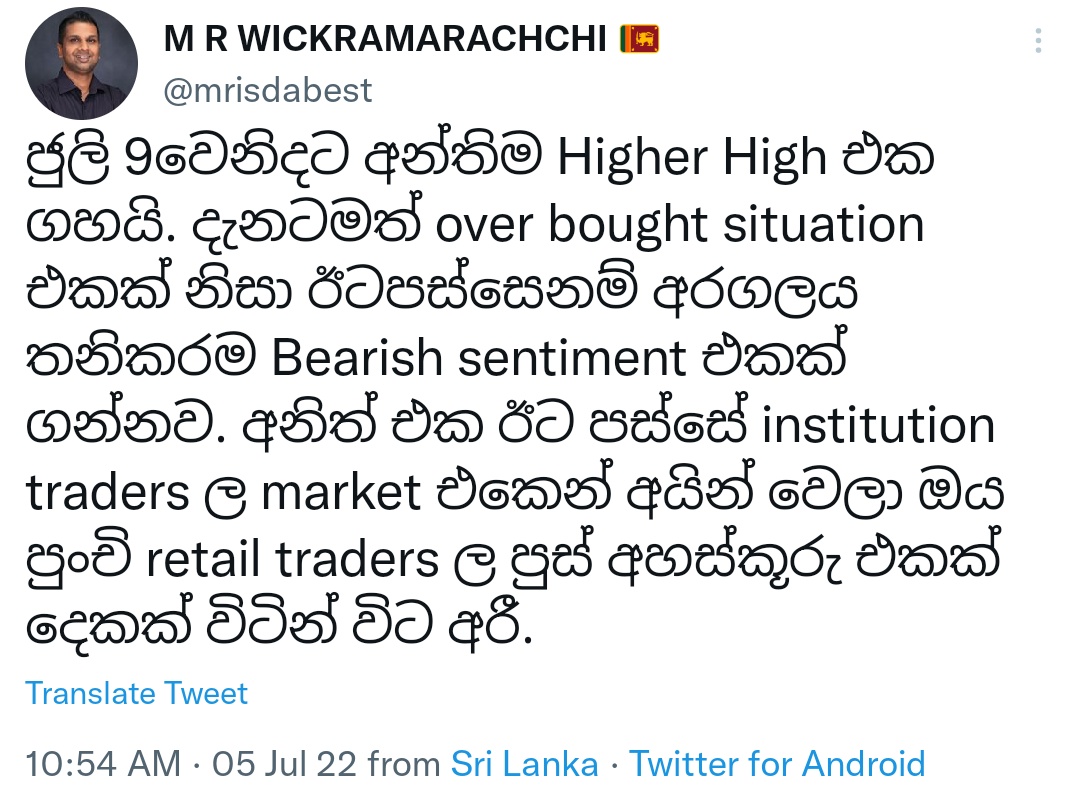 M R WICKRAMARACHCHI 🇱🇰
@mrisdabest
ජුලි 9වෙනිදට අන්තිම Higher High එක
ගහයි. දැනටමත් over bought situation
එකක් නිසා ඊටපස්සෙනම් අරගලය
තනිකරම Bearish sentiment එකක්
ගන්නව. අනිත් එක ඊට පස්සේ institution
traders ල market එකෙන් අයින් වෙලා ඔය
පුංචි retail traders ල පුස් අහස්කූරු එකක්
දෙකක් විටින් විට අරී.
Translate Tweet
10:54 AM · 05 Jul 22 from Sri Lanka · Twitter for Android